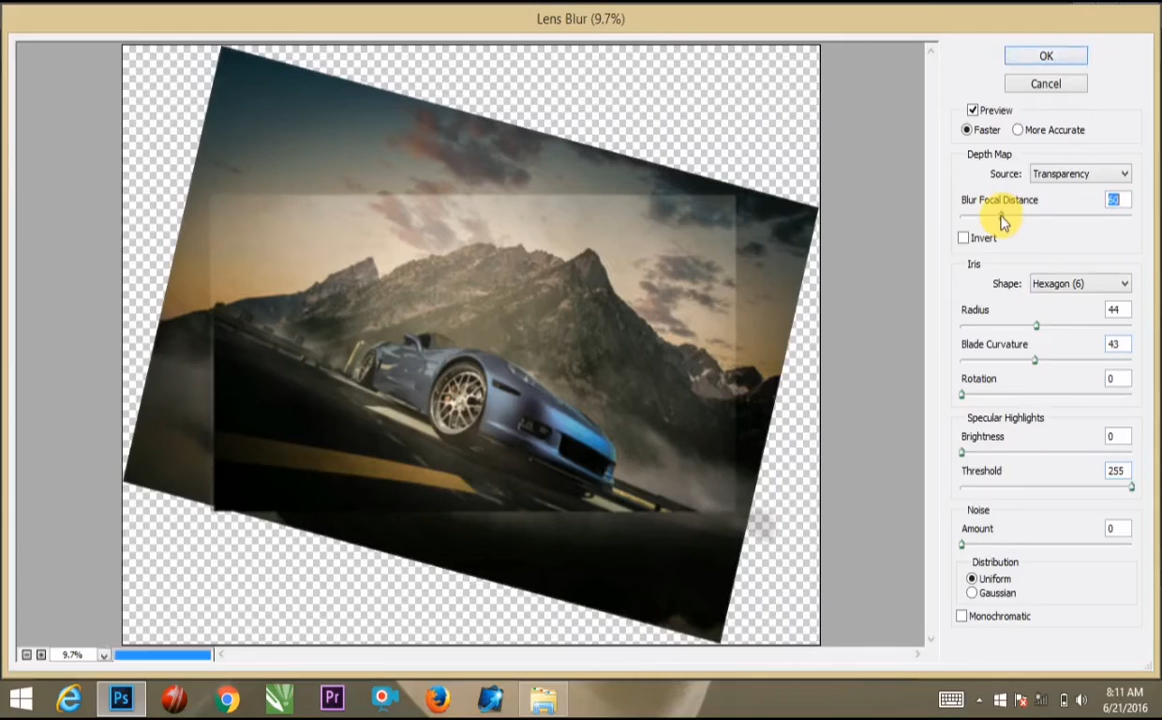 Lens Blur (9.7%)
OK
Cancel
Preview
Faster
More Accurate
Depth Map
Source: Transparency
Blur Focal Distance
Invert
Iris
Shape: Hexagon (6)
Radius 44
Blade Curvature 43
Rotation 0
Specular Highlights
Brightness 0
Threshold 255
Noise
Amount 0
Distribution
Uniform
Gaussian
Monochromatic
9.7%
Ps
Pr
8:11 AM
6/21/2016